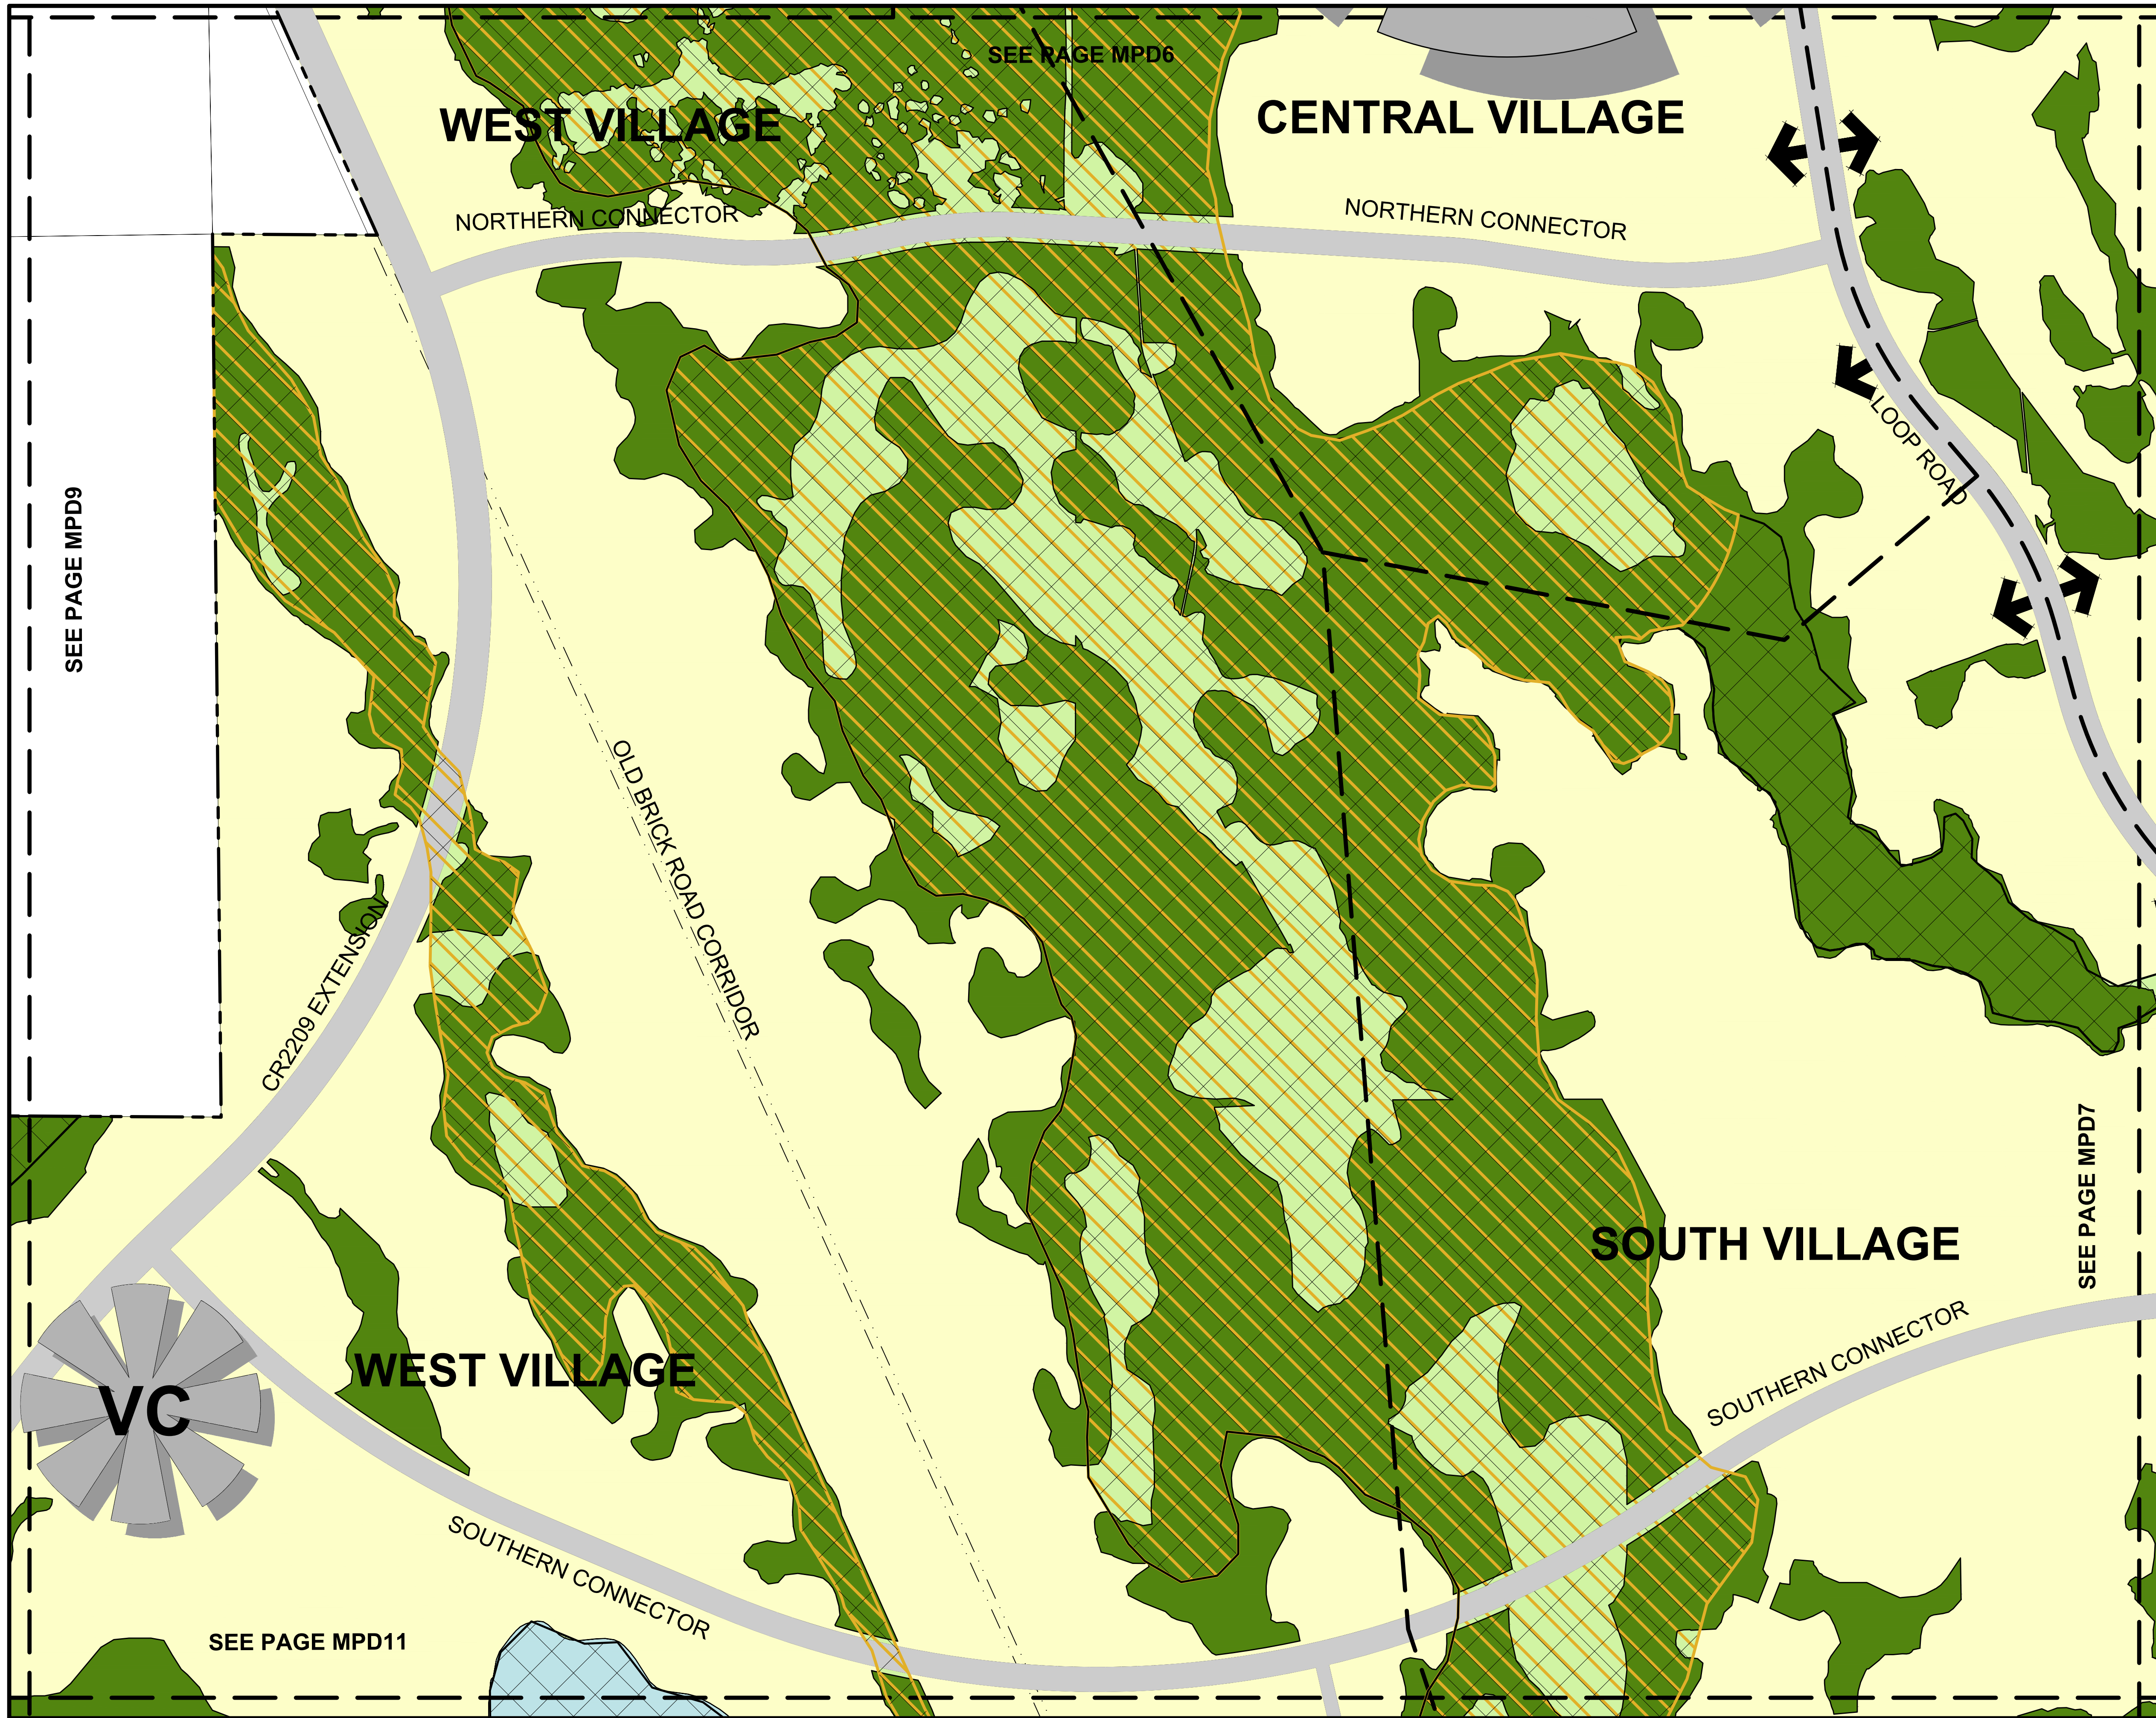 SEE PAGE MPD6
WEST VILLAGE
CENTRAL VILLAGE
NORTHERN CONNECTOR
NORTHERN CONNECTOR
LOOP ROAD
SEE PAGE MPD9
OLD BRICK ROAD CORRIDOR
CR2209 EXTENSION
SEE PAGE MPD7
SOUTH VILLAGE
SOUTHERN CONNECTOR
WEST VILLAGE
VC
SOUTHERN CONNECTOR
SEE PAGE MPD11